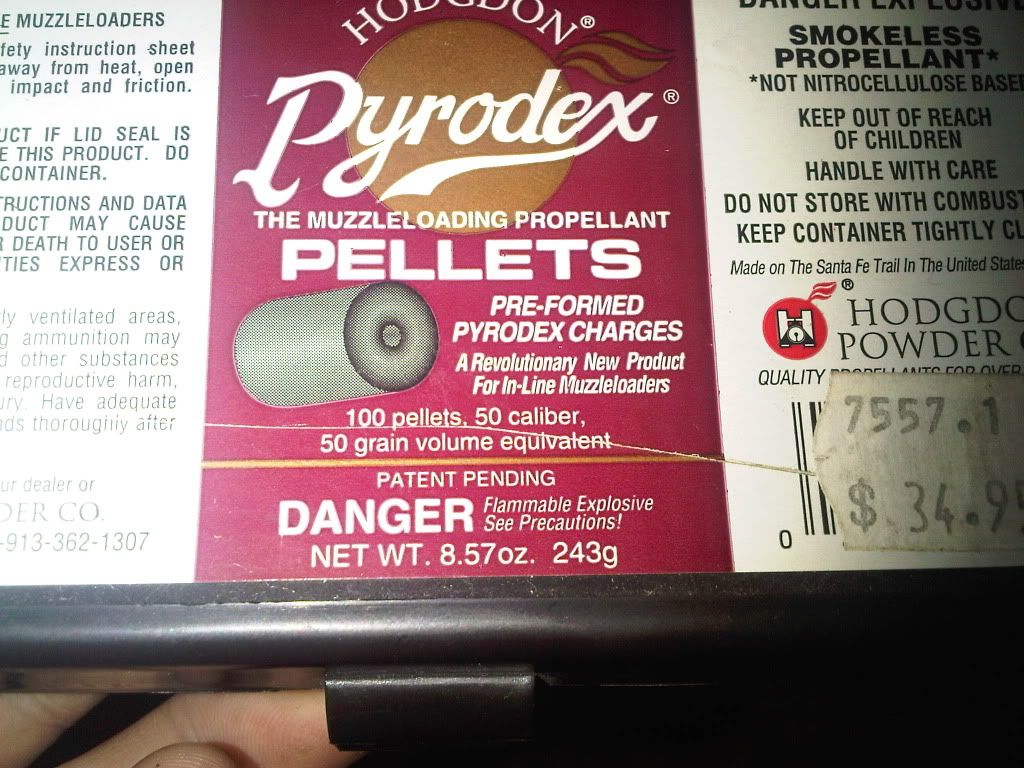 E MUZZLELOADERS
fety instruction sheet
away from heat, open
impact and friction.
UCT IF LID SEAL IS
E THIS PRODUCT. DO
CONTAINER.
TRUCTIONS AND DATA
DUCT MAY CAUSE
R DEATH TO USER OR
TIES EXPRESS OR
ly ventilated areas,
g ammunition may
d other substances
reproductive harm,
ury. Have adequate
ds thoroughly after
ur dealer or
DER CO.
-913-362-1307
HODGDON®
Pyrodex®
THE MUZZLELOADING PROPELLANT
PELLETS
PRE-FORMED
PYRODEX CHARGES
A Revolutionary New Product
For In-Line Muzzleloaders
100 pellets, 50 caliber,
50 grain volume equivalent
PATENT PENDING
DANGER Flammable Explosive
See Precautions!
NET WT. 8.57oz. 243g
DANGER EXPLOSIV
SMOKELESS
PROPELLANT*
*NOT NITROCELLULOSE BASE
KEEP OUT OF REACH
OF CHILDREN
HANDLE WITH CARE
DO NOT STORE WITH COMBUST
KEEP CONTAINER TIGHTLY CL
Made on The Santa Fe Trail In The United States
H
® HODGDO
POWDER C
QUALITY PROPELLANTS FOR OVER
7557.1
$ 34.9
0